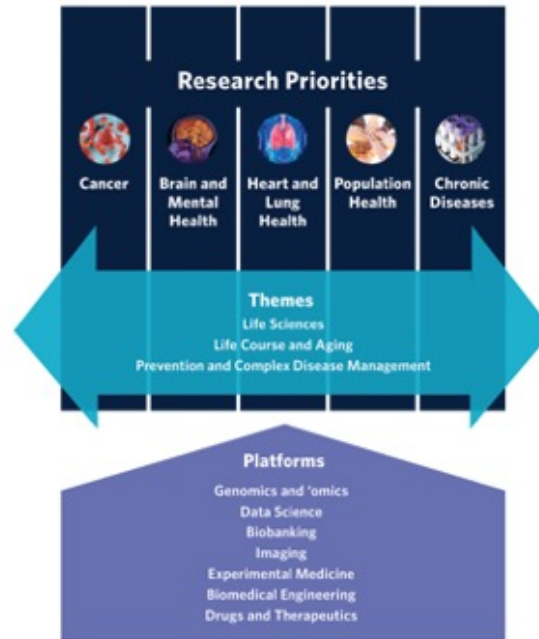 Research Priorities
Cancer
Brain and
Mental
Health
Heart and
Lung
Health
Population
Health
Chronic
Diseases
Themes
Life Sciences
Life Course and Aging
Prevention and Complex Disease Management
Platforms
Genomics and 'omics
Data Science
Biobanking
Imaging
Experimental Medicine
Biomedical Engineering
Drugs and Therapeutics